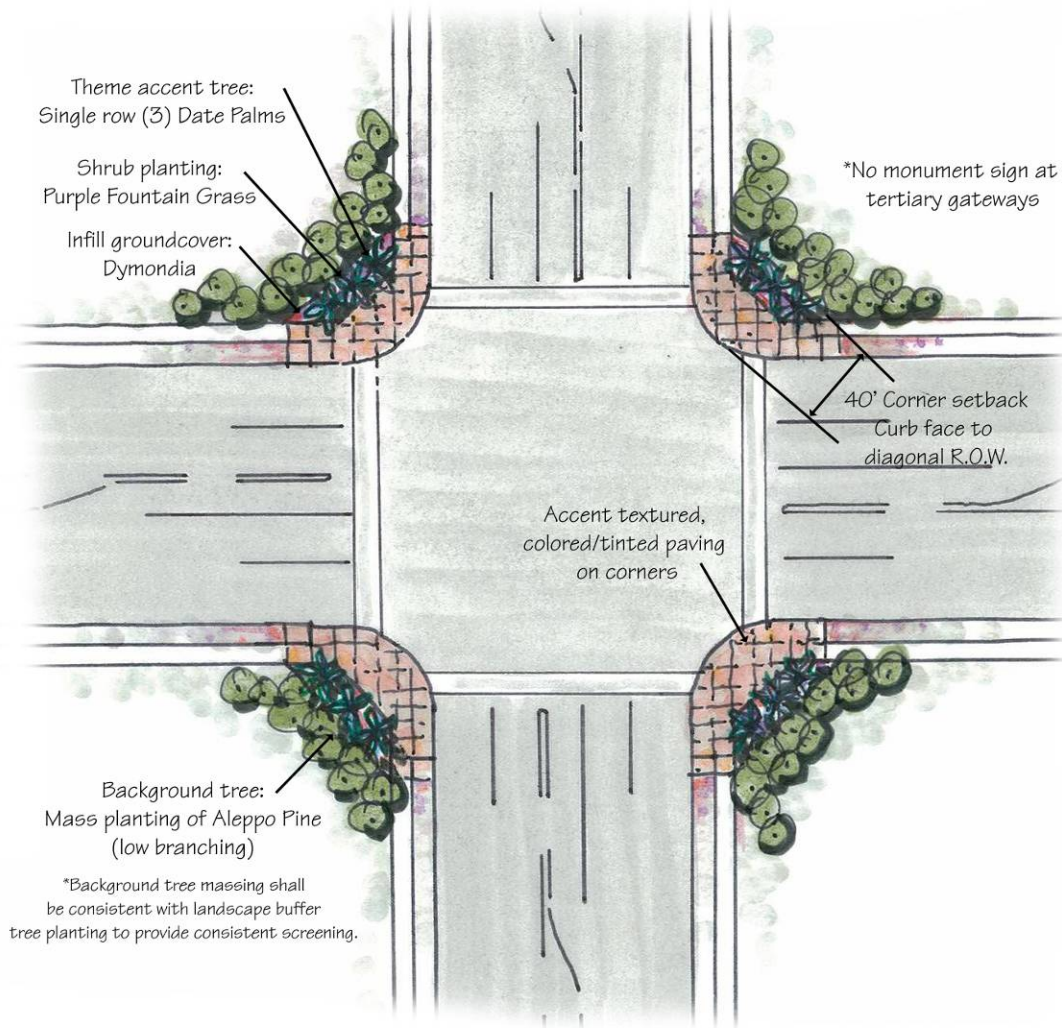 Theme accent tree:
Single row (3) Date Palms
Shrub planting:
Purple Fountain Grass
Infill groundcover:
Dymondia
*No monument sign at
tertiary gateways
40' Corner setback
Curb face to
diagonal R.O.W.
Accent textured,
colored/tinted paving
on corners
Background tree:
Mass planting of Aleppo Pine
(low branching)
*Background tree massing shall
be consistent with landscape buffer
tree planting to provide consistent screening.